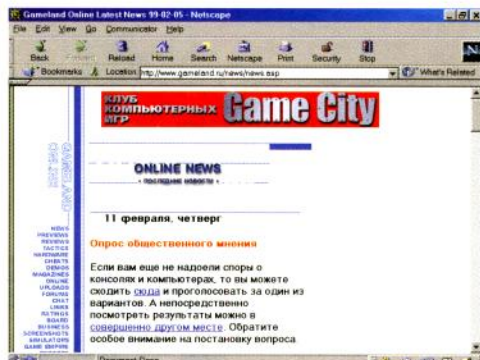 Gameland Online Latest News 99-02-05 - Netscape
File Edit View Go Communicator Help
Back Forward Reload Home Search Netscape Print Security Stop
Bookmarks Location http://www.gameland.ru/news/news.asp What's Related
КЛУБ
КОМПЬЮТЕРНЫХ
ИГР
Game City
GAMELAND
ONLINE
ONLINE NEWS
• ПОСЛЕДНИЕ НОВОСТИ •
11 февраля, четверг
NEWS
PREVIEWS
REVIEWS
TACTICS
HARDWARE
CHEATS
DEMOS
MAGAZINES
ONLINE
UPLOADS
FORUMS
CHAT
LINKS
RATINGS
BOARD
BUSINESS
SCREENSHOTS
SIMULATORS
GAME EMPIRE
Опрос общественного мнения
Если вам еще не надоели споры о
консолях и компьютерах, то вы можете
сходить сюда и проголосовать за один из
вариантов. А непосредственно
посмотреть результаты можно в
совершенно другом месте. Обратите
особое внимание на постановку вопроса
Document: Done